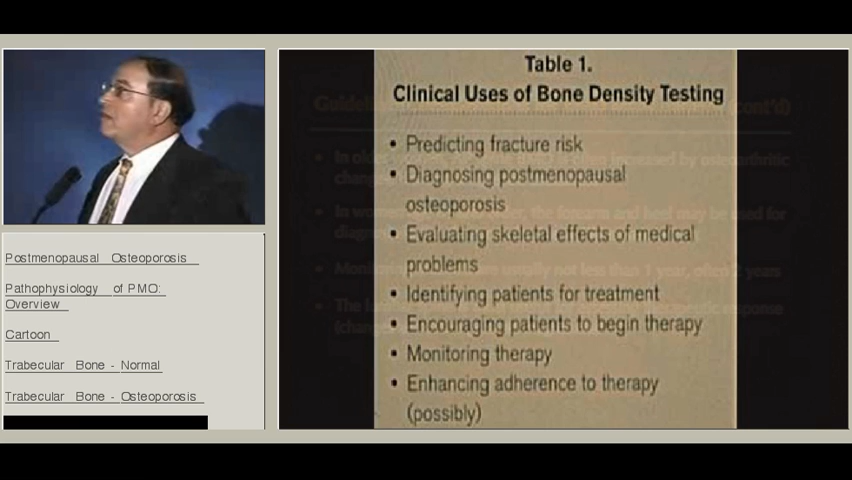 Postmenopausal Osteoporosis
Pathophysiology of PMO:
Overview
Cartoon
Trabecular Bone - Normal
Trabecular Bone - Osteoporosis
Table 1.
Clinical Uses of Bone Density Testing
• Predicting fracture risk
• Diagnosing postmenopausal
osteoporosis
• Evaluating skeletal effects of medical
problems
• Identifying patients for treatment
• Encouraging patients to begin therapy
• Monitoring therapy
• Enhancing adherence to therapy
(possibly)